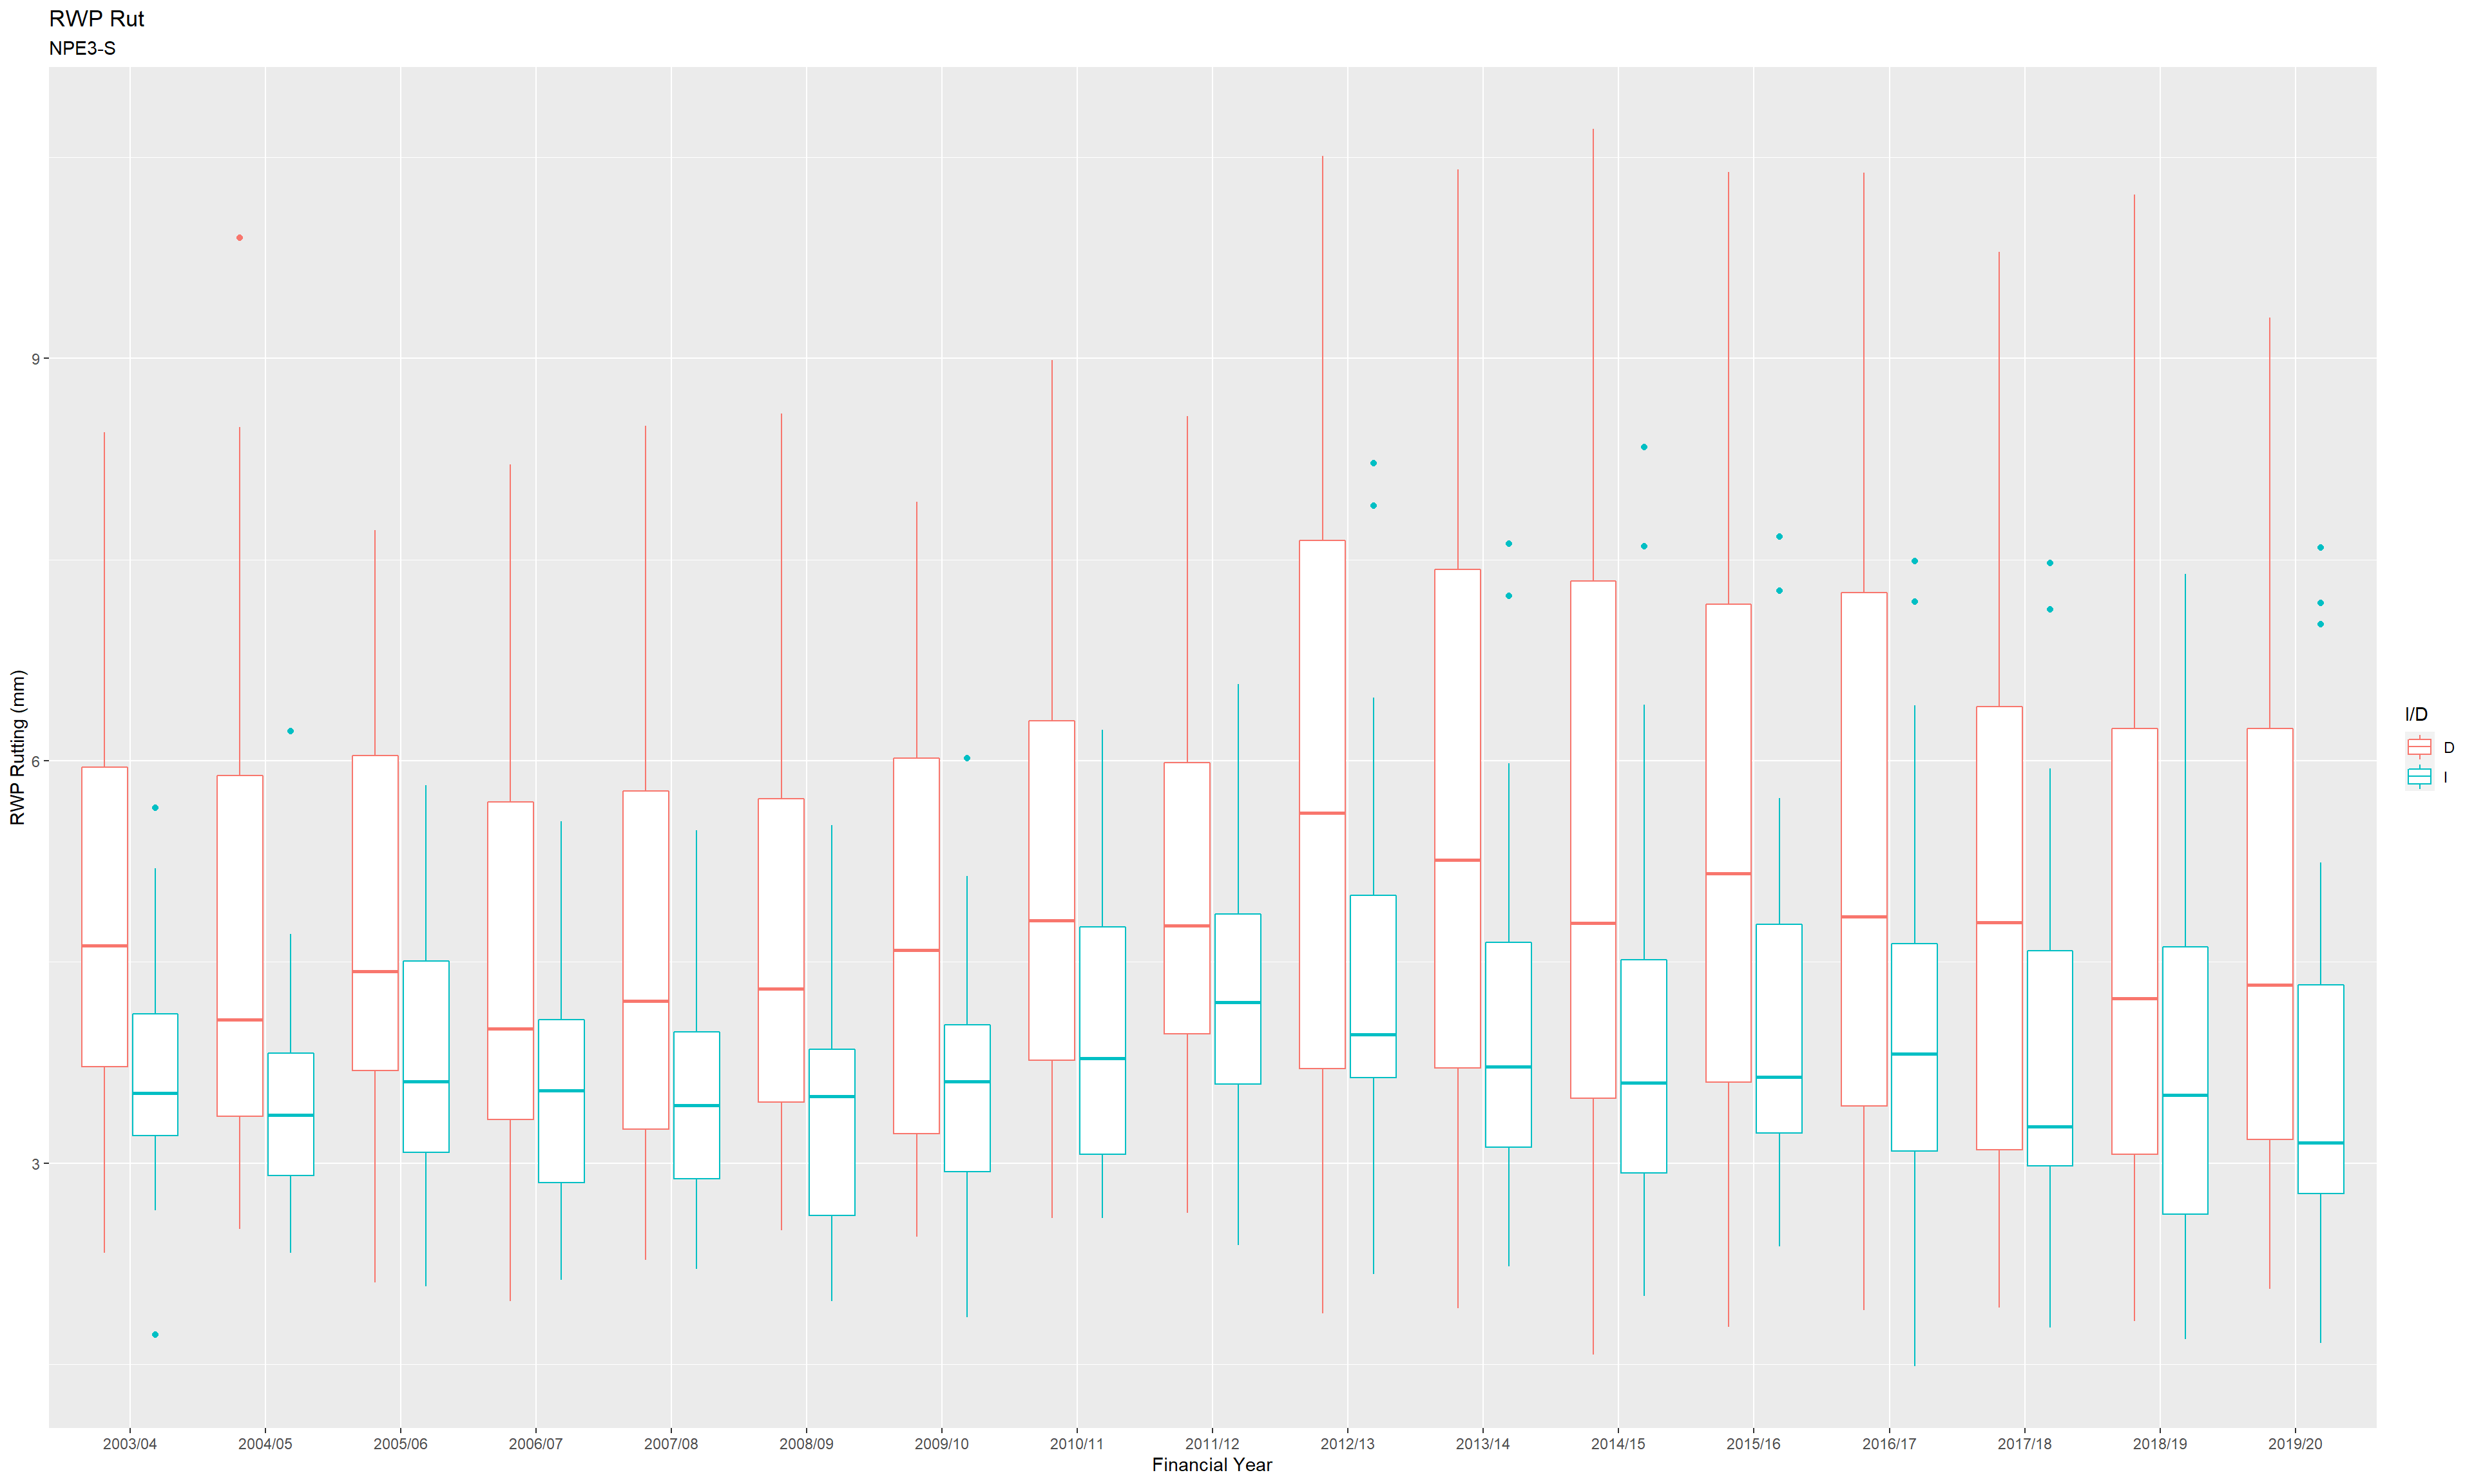 RWP Rut
NPE3-S
RWP Rutting (mm)
9
6
3
2003/04 2004/05 2005/06 2006/07 2007/08 2008/09 2009/10 2010/11 2011/12 2012/13 2013/14 2014/15 2015/16 2016/17 2017/18 2018/19 2019/20
Financial Year
I/D
D
I